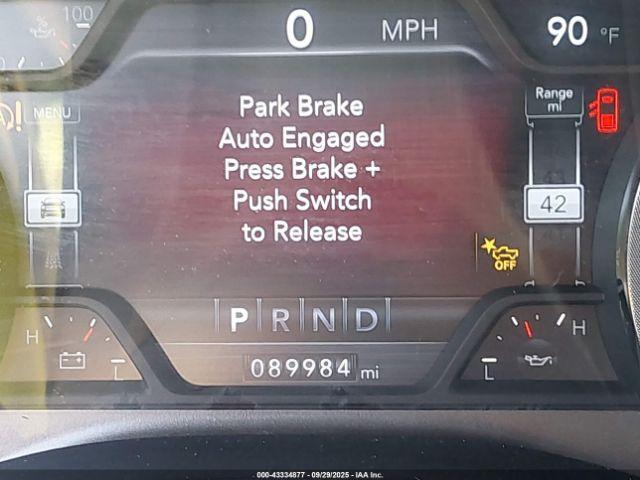 100
0 MPH
90 °F
MENU
Range
mi
Park Brake
Auto Engaged
Press Brake +
Push Switch
to Release
42
OFF
P R N D
H
L
089984 mi
H
L
000-43334877 - 09/29/2025 - IAA Inc.